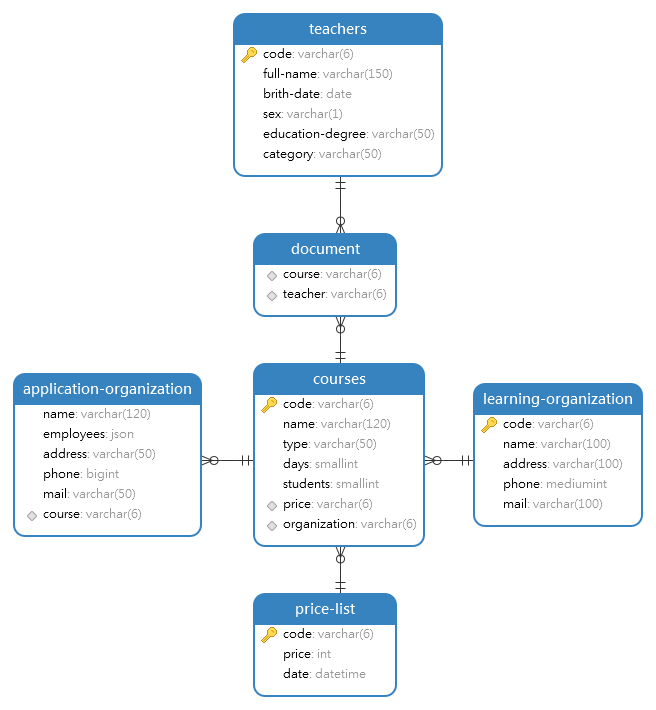 teachers
code: varchar(6)
full-name: varchar(150)
brith-date: date
sex: varchar(1)
education-degree: varchar(50)
category: varchar(50)
document
course: varchar(6)
teacher: varchar(6)
application-organization
name: varchar(120)
employees: json
address: varchar(50)
phone: bigint
mail: varchar(50)
course: varchar(6)
courses
code: varchar(6)
name: varchar(120)
type: varchar(50)
days: smallint
students: smallint
price: varchar(6)
organization: varchar(6)
learning-organization
code: varchar(6)
name: varchar(100)
address: varchar(100)
phone: mediumint
mail: varchar(100)
price-list
code: varchar(6)
price: int
date: datetime